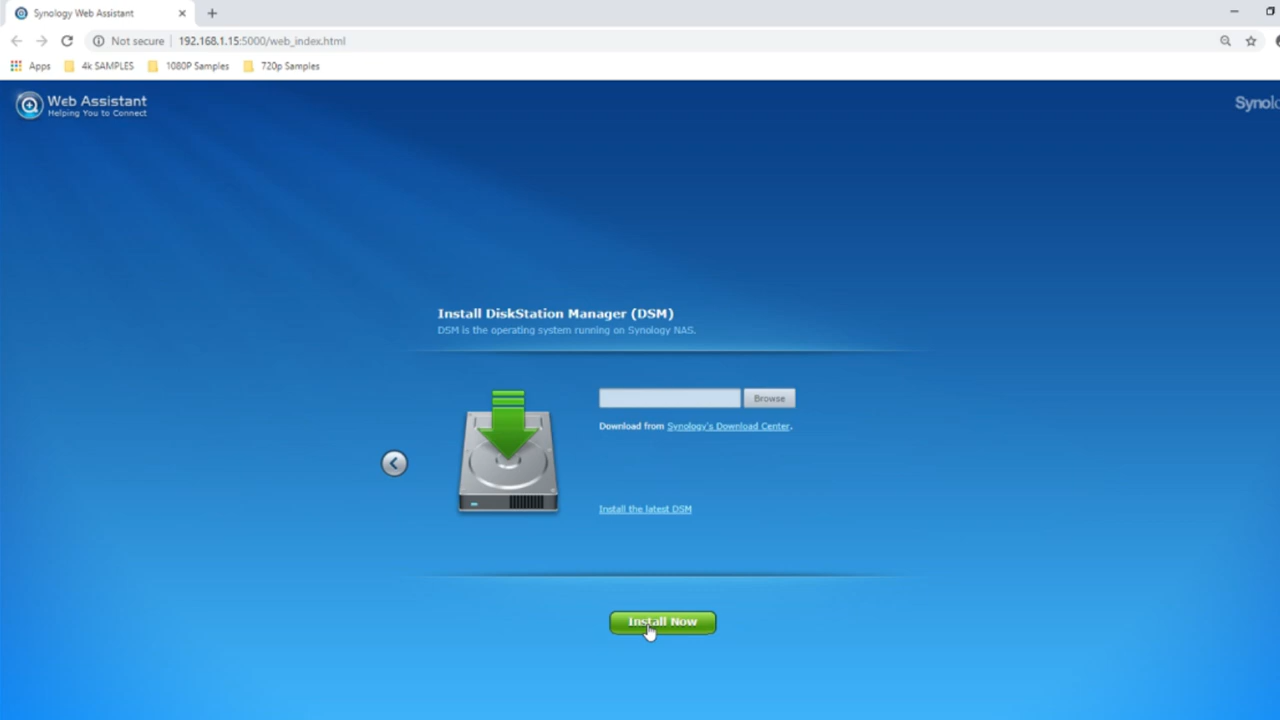 Synology Web Assistant
Not secure
192.168.1.15:5000/web_index.html
Apps
4k SAMPLES
1080P Samples
720p Samples
Web Assistant
Helping You to Connect
Synolo
Install DiskStation Manager (DSM)
DSM is the operating system running on Synology NAS.
Browse
Download from Synology's Download Center.
Install the latest DSM
Install Now